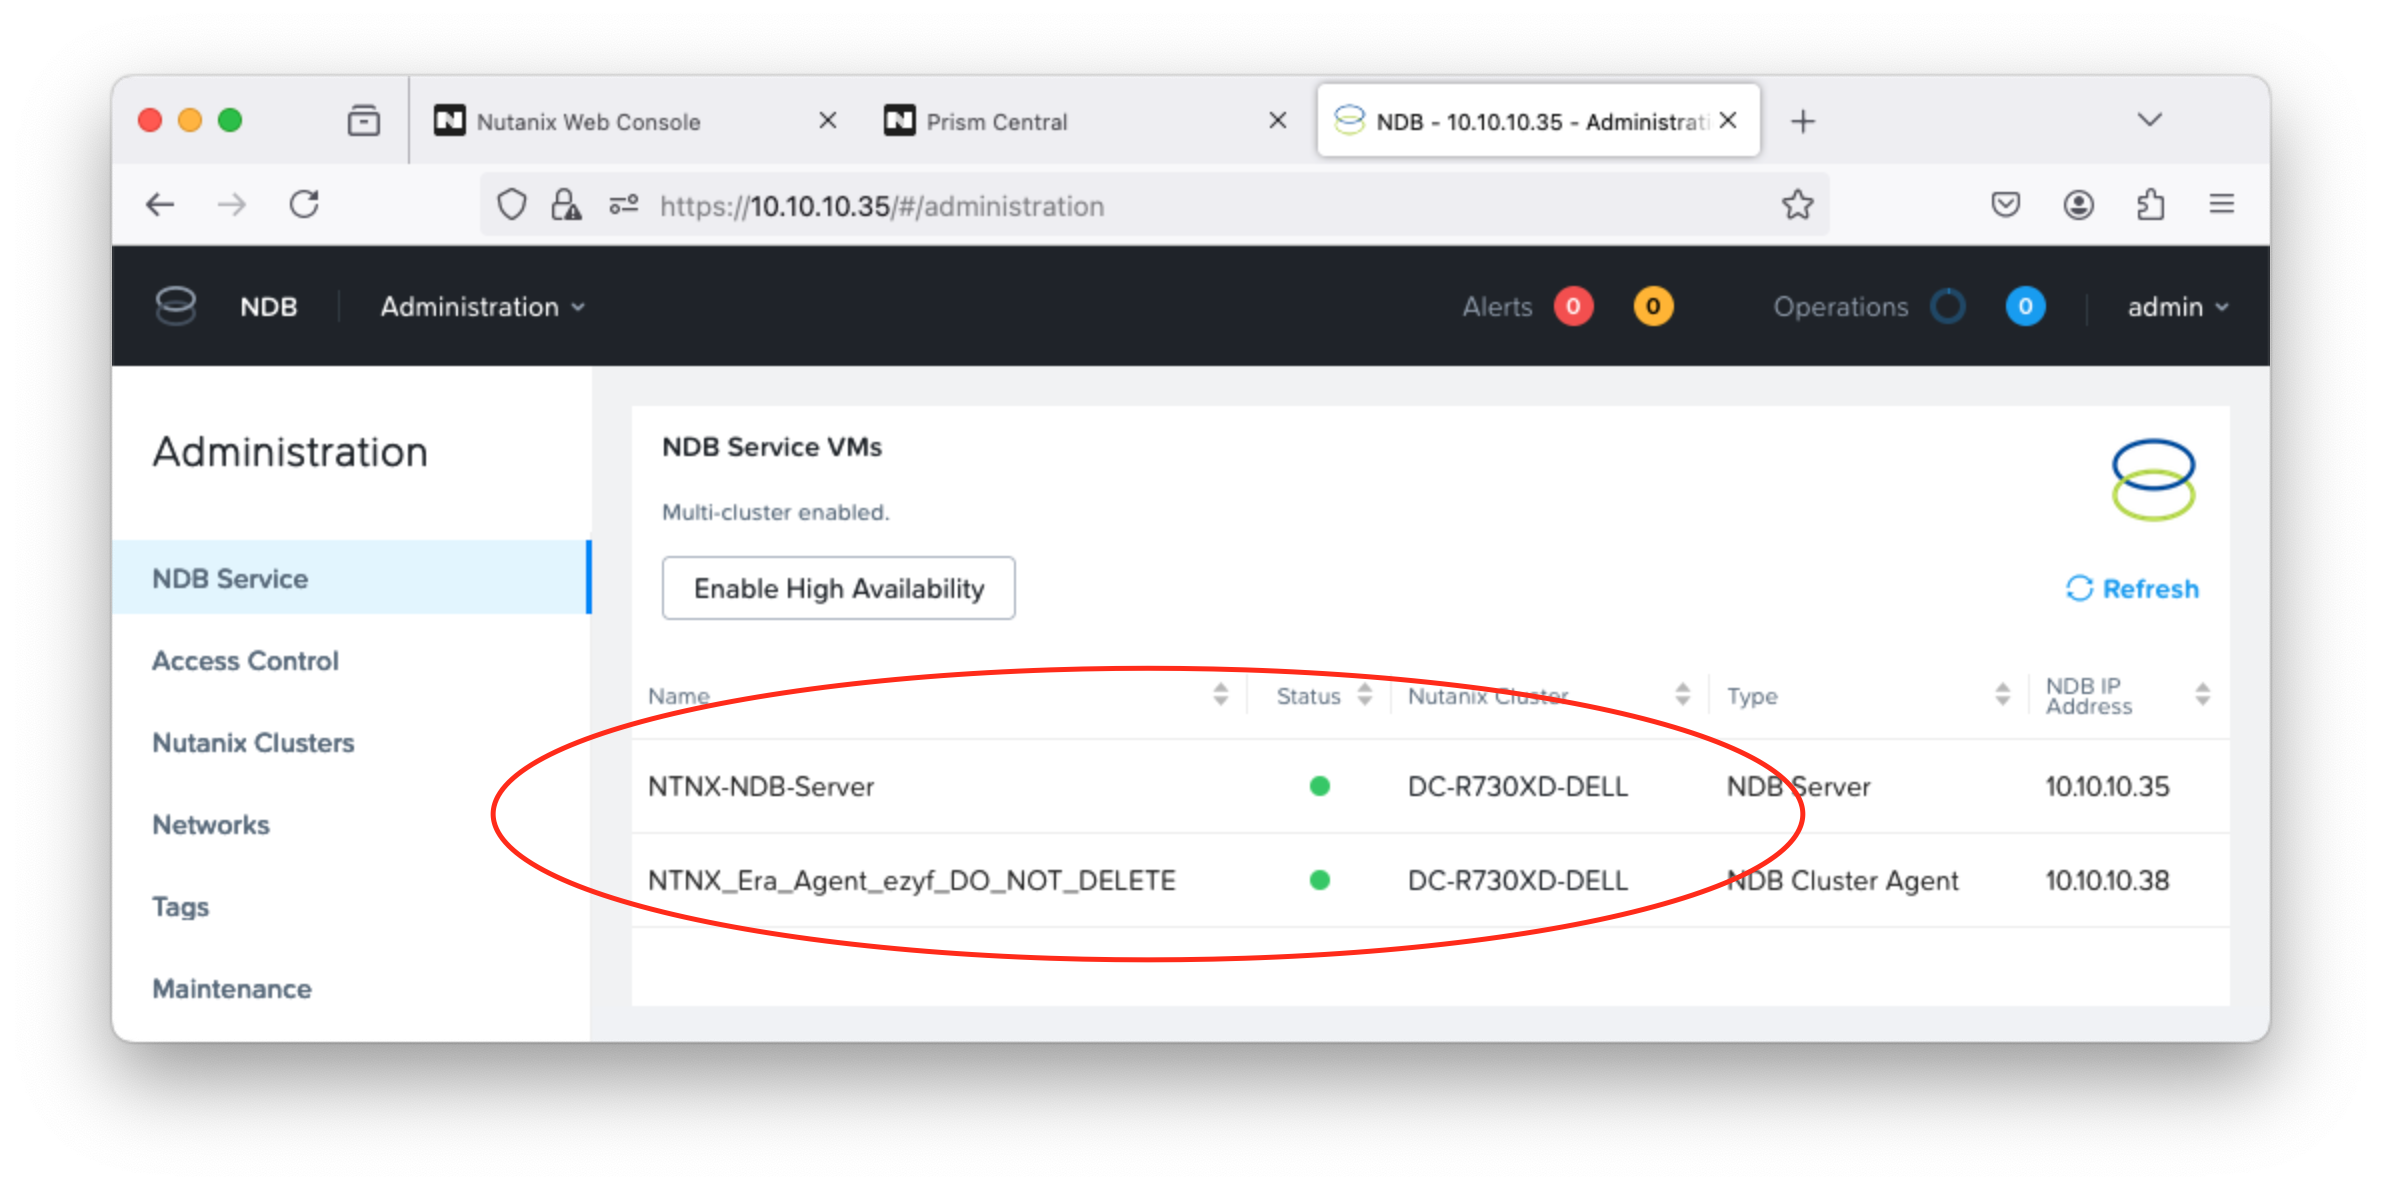 Nutanix Web Console
Prism Central
NDB - 10.10.10.35 - Administrati
https://10.10.10.35/#/administration
NDB Administration Alerts 0 0 Operations 0 admin
Administration
NDB Service
Access Control
Nutanix Clusters
Networks
Tags
Maintenance
NDB Service VMs
Multi-cluster enabled.
Enable High Availability
Refresh
Name Status Nutanix Cluster Type NDB IP Address
NTNX-NDB-Server DC-R730XD-DELL NDB Server 10.10.10.35
NTNX_Era_Agent_ezyf_DO_NOT_DELETE DC-R730XD-DELL NDB Cluster Agent 10.10.10.38